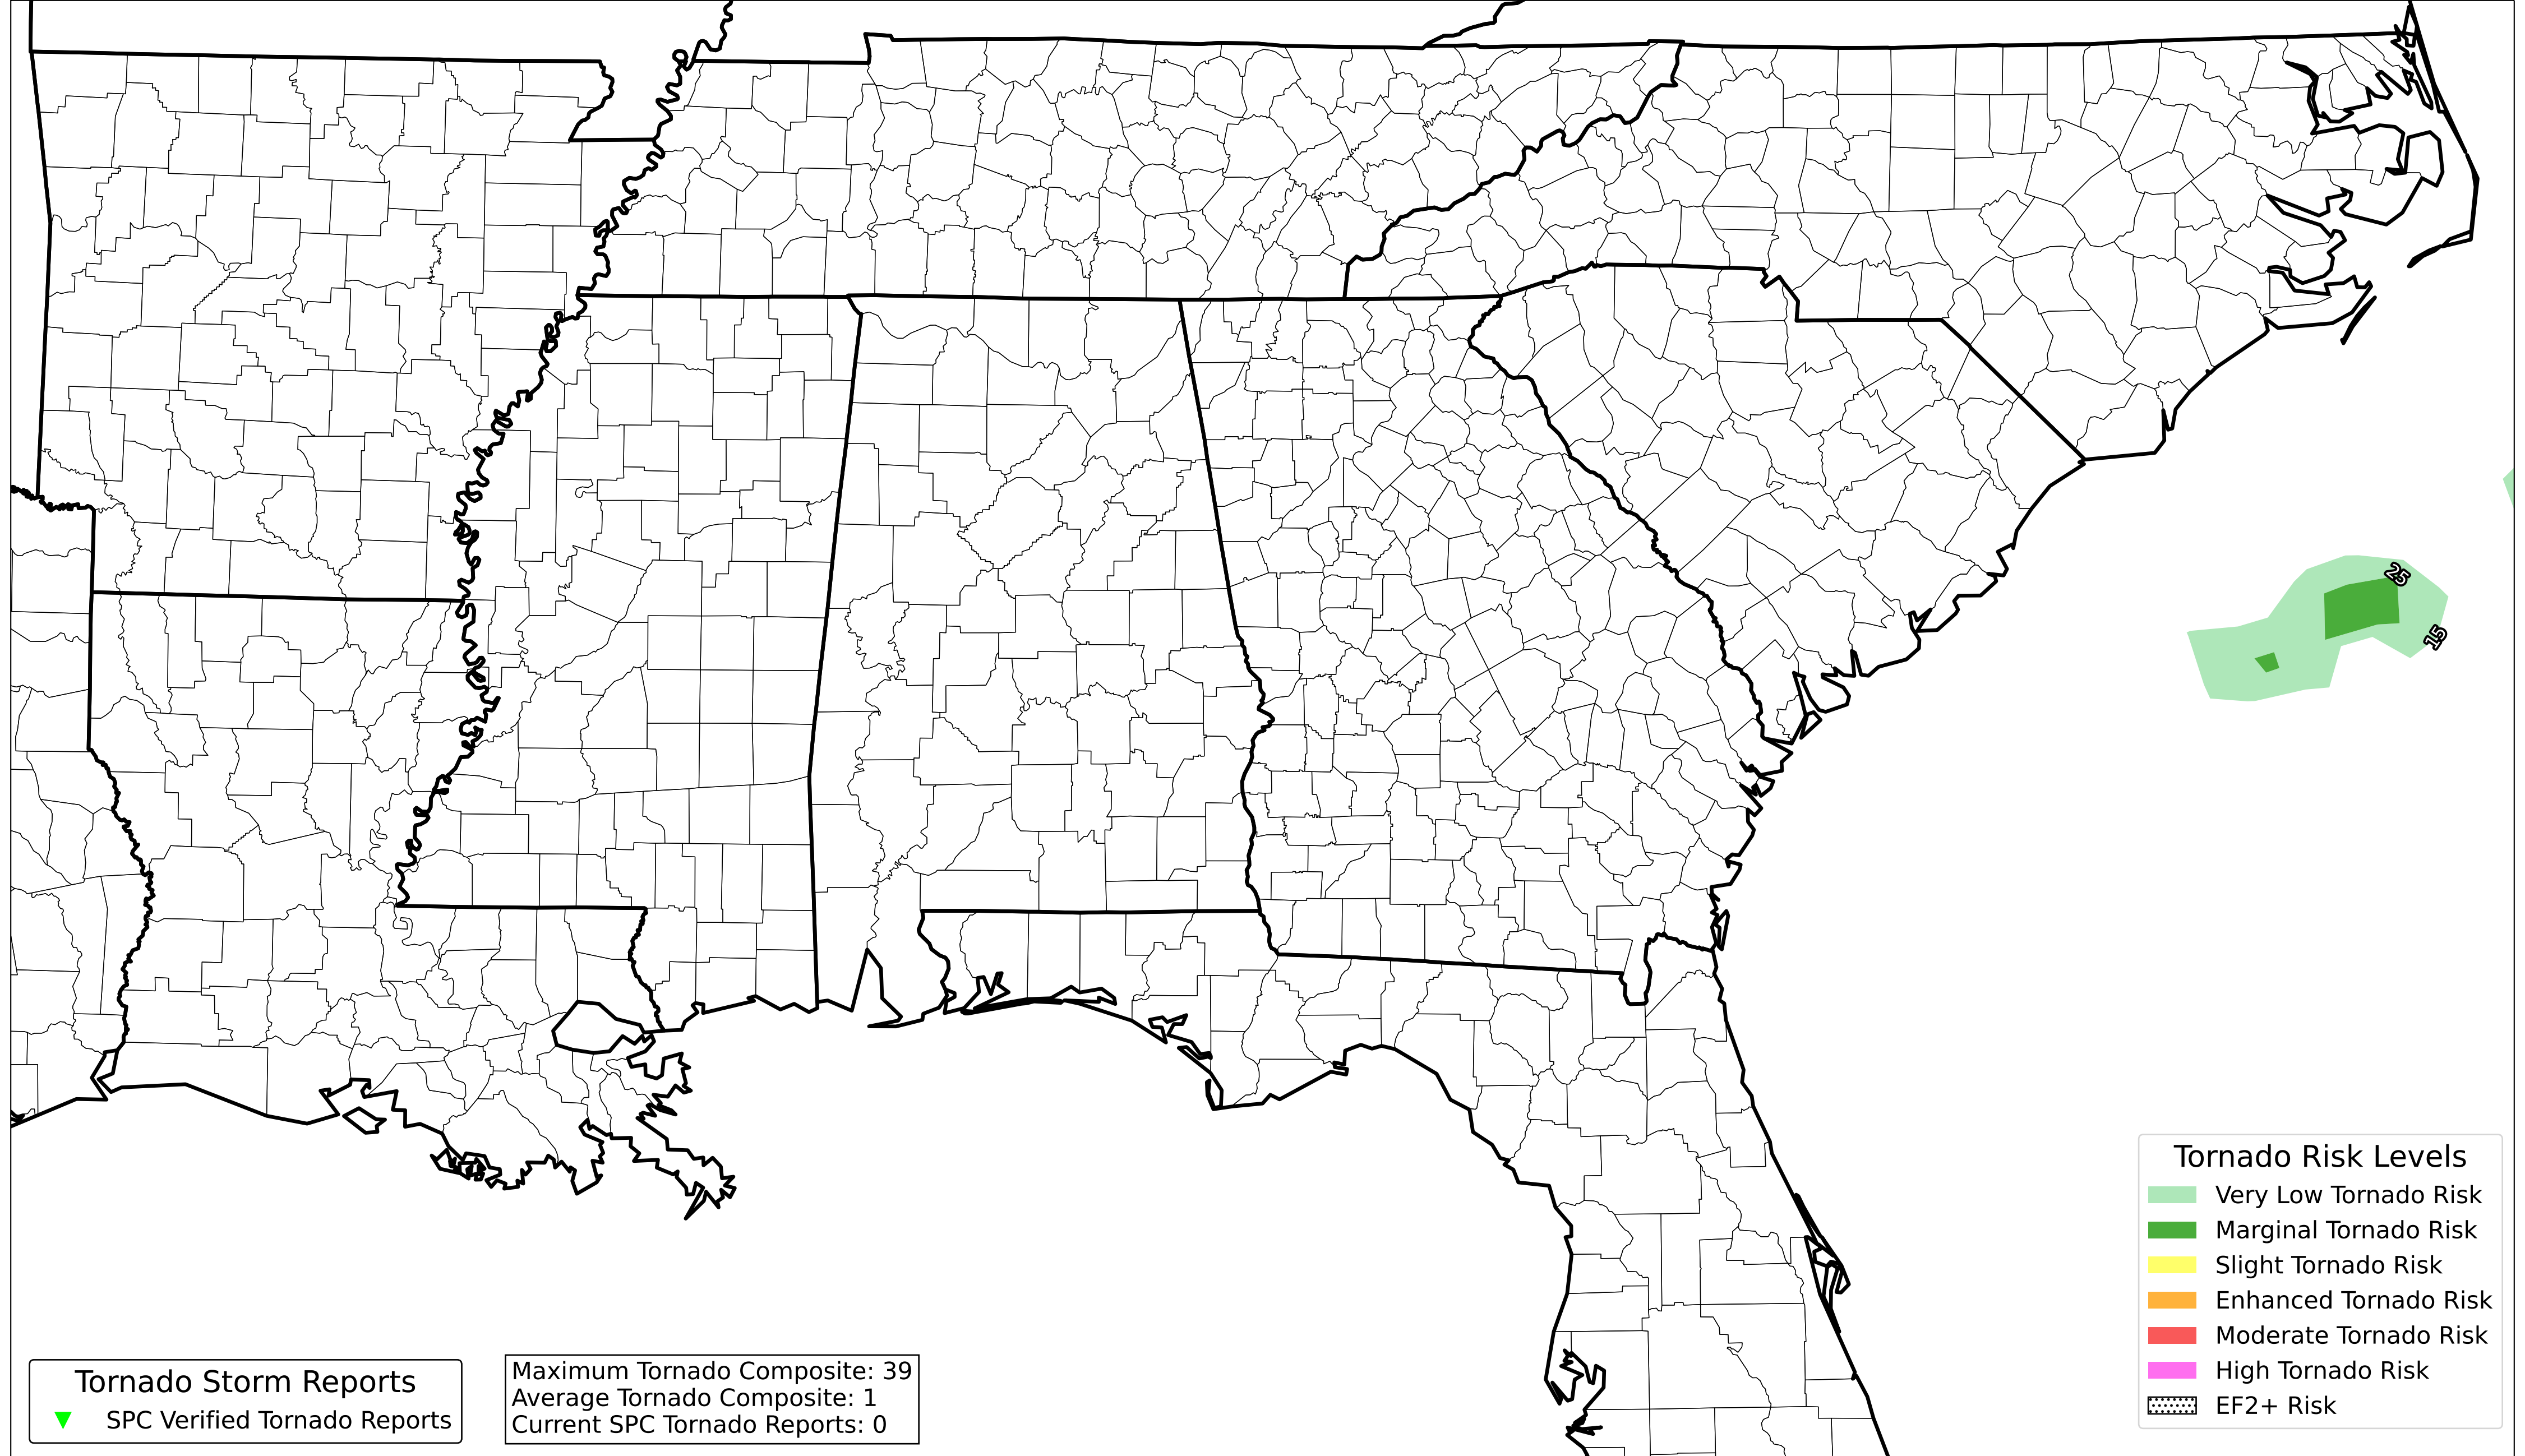 25
15
Tornado Risk Levels
Very Low Tornado Risk
Marginal Tornado Risk
Slight Tornado Risk
Enhanced Tornado Risk
Moderate Tornado Risk
High Tornado Risk
EF2+ Risk
Tornado Storm Reports
SPC Verified Tornado Reports
Maximum Tornado Composite: 39
Average Tornado Composite: 1
Current SPC Tornado Reports: 0